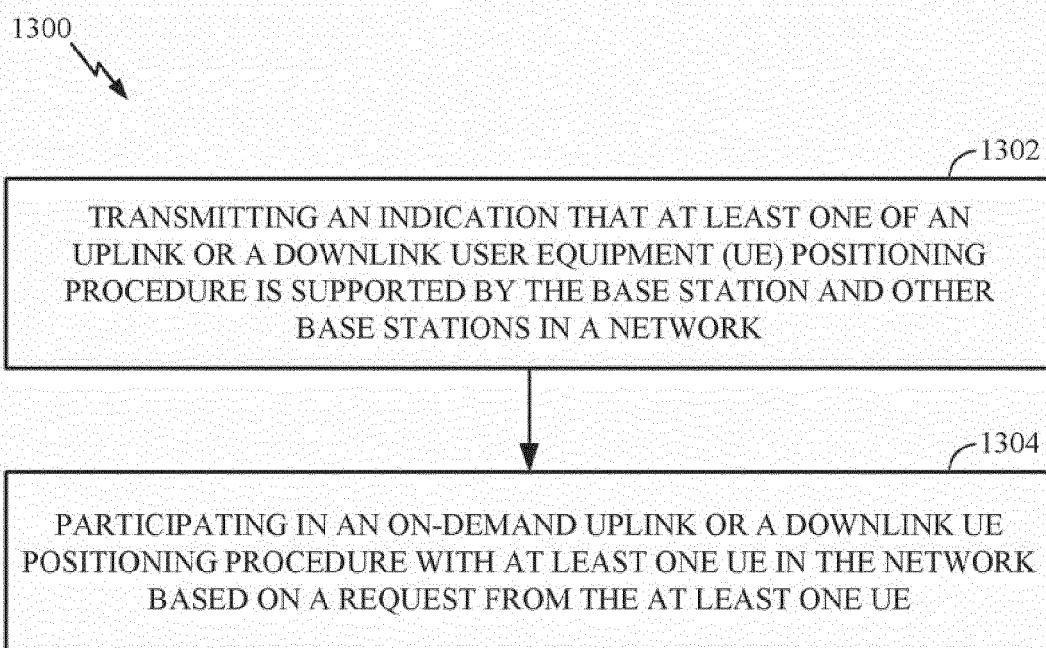 1300
1302
TRANSMITTING AN INDICATION THAT AT LEAST ONE OF AN
UPLINK OR A DOWNLINK USER EQUIPMENT (UE) POSITIONING
PROCEDURE IS SUPPORTED BY THE BASE STATION AND OTHER
BASE STATIONS IN A NETWORK
1304
PARTICIPATING IN AN ON-DEMAND UPLINK OR A DOWNLINK UE
POSITIONING PROCEDURE WITH AT LEAST ONE UE IN THE NETWORK
BASED ON A REQUEST FROM THE AT LEAST ONE UE